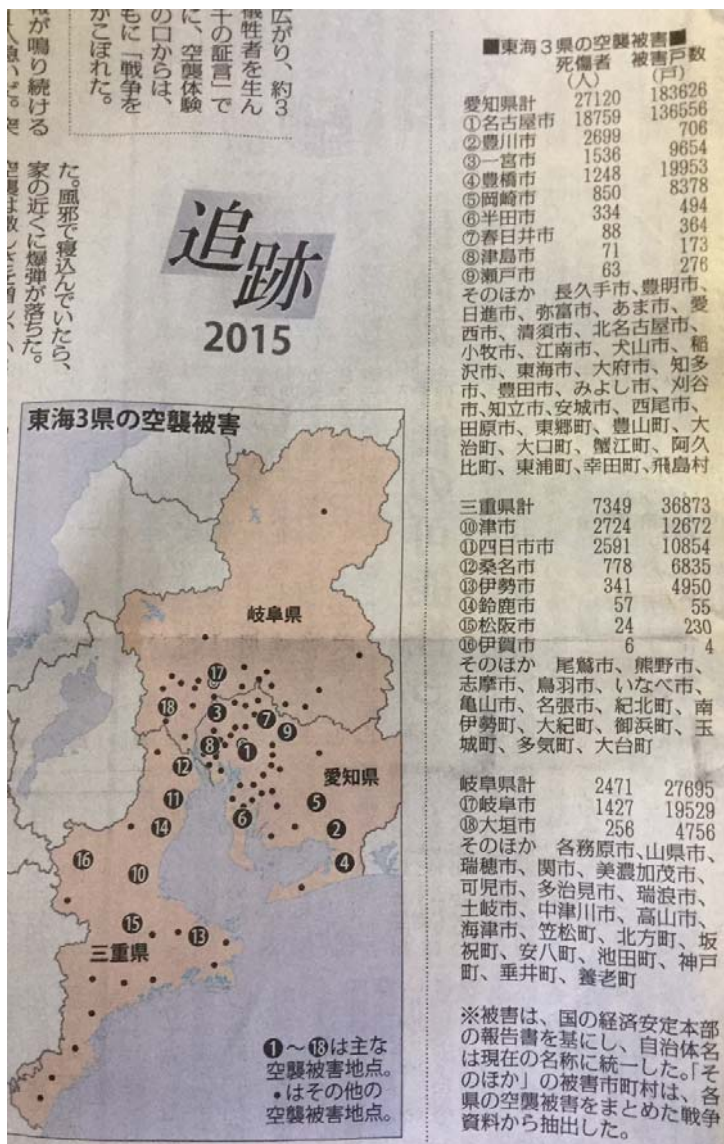 広がり、約3
犠牲者を生ん
十の証言」で
に、空襲体験
の口からは、
もに「戦争を
がこぼれた。
が鳴り続ける
た。風邪で寝込んでいたら、
家の近くに爆弾が落ちた。
追跡
2015
■東海3県の空襲被害■
死傷者 被害戸数
(人) (戸)
愛知県計 27120 183626
①名古屋市 18759 136556
②豊川市 2699 706
③一宮市 1536 9654
④豊橋市 1248 19953
⑤岡崎市 850 8378
⑥半田市 334 494
⑦春日井市 88 364
⑧津島市 71 173
⑨瀬戸市 63 276
そのほか 長久手市、豊明市、
日進市、弥富市、あま市、愛
西市、清須市、北名古屋市、
小牧市、江南市、犬山市、稲
沢市、東海市、大府市、知多
市、豊田市、みよし市、刈谷
市、知立市、安城市、西尾市、
田原市、東郷町、豊山町、大
治町、大口町、蟹江町、阿久
比町、東浦町、幸田町、飛島村
三重県計 7349 36873
⑩津市 2724 12672
⑪四日市市 2591 10854
⑫桑名市 778 6835
⑬伊勢市 341 4950
⑭鈴鹿市 57 55
⑮松阪市 24 230
⑯伊賀市 6 4
そのほか 尾鷲市、熊野市、
志摩市、鳥羽市、いなべ市、
亀山市、名張市、紀北町、南
伊勢町、大紀町、御浜町、玉
城町、多気町、大台町
岐阜県計 2471 27695
⑰岐阜市 1427 19529
⑱大垣市 256 4756
そのほか 各務原市、山県市、
瑞穂市、関市、美濃加茂市、
可児市、多治見市、瑞浪市、
土岐市、中津川市、高山市、
海津市、笠松町、北方町、坂
祝町、安八町、池田町、神戸
町、垂井町、養老町
※被害は、国の経済安定本部
の報告書を基にし、自治体名
は現在の名称に統一した。「そ
のほか」の被害市町村は、各
県の空襲被害をまとめた戦争
資料から抽出した。
東海3県の空襲被害
岐阜県
⓱
⓲
❸
❼
❾
❽
❶
⓬
愛知県
⓫
❺
❻
⓮
❷
⓰
❿
❹
⓯
⓭
三重県
❶～⓲は主な
空襲被害地点。
・はその他の
空襲被害地点。